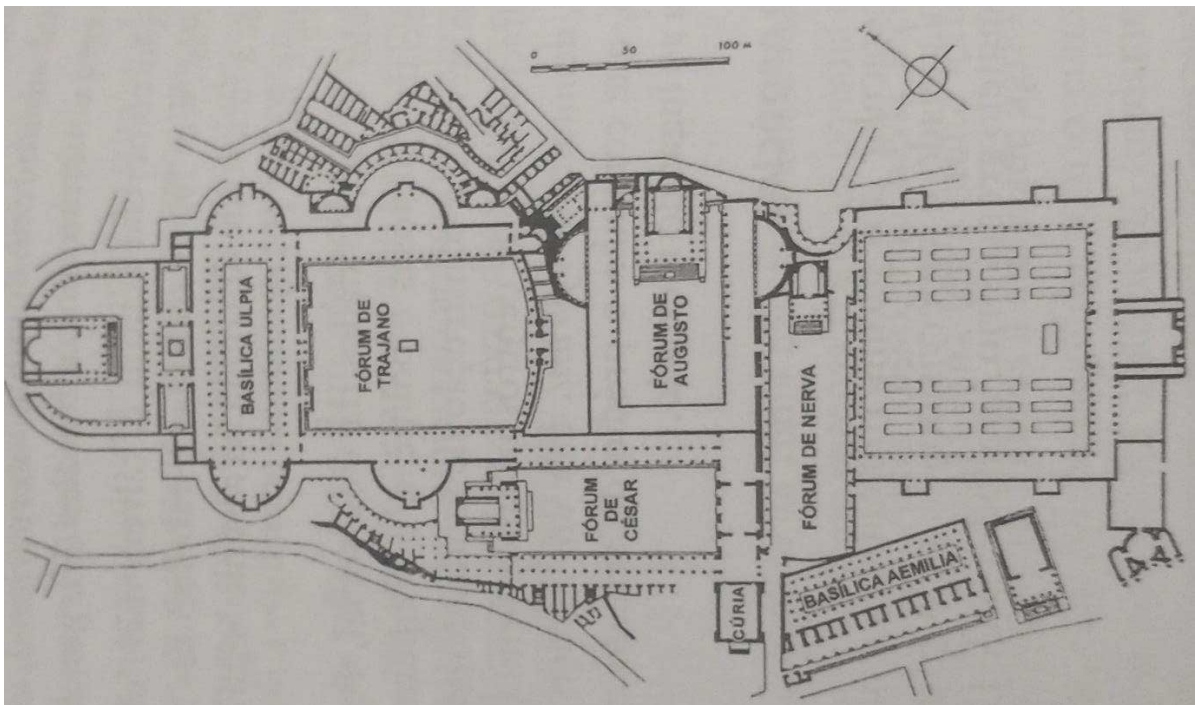 0 50 100 M
N
BASÍLICA ULPIA
FÓRUM DE
TRAJANO
FÓRUM DE
AUGUSTO
FÓRUM DE NERVA
FÓRUM
DE
CÉSAR
CÚRIA
BASÍLICA AEMILIA